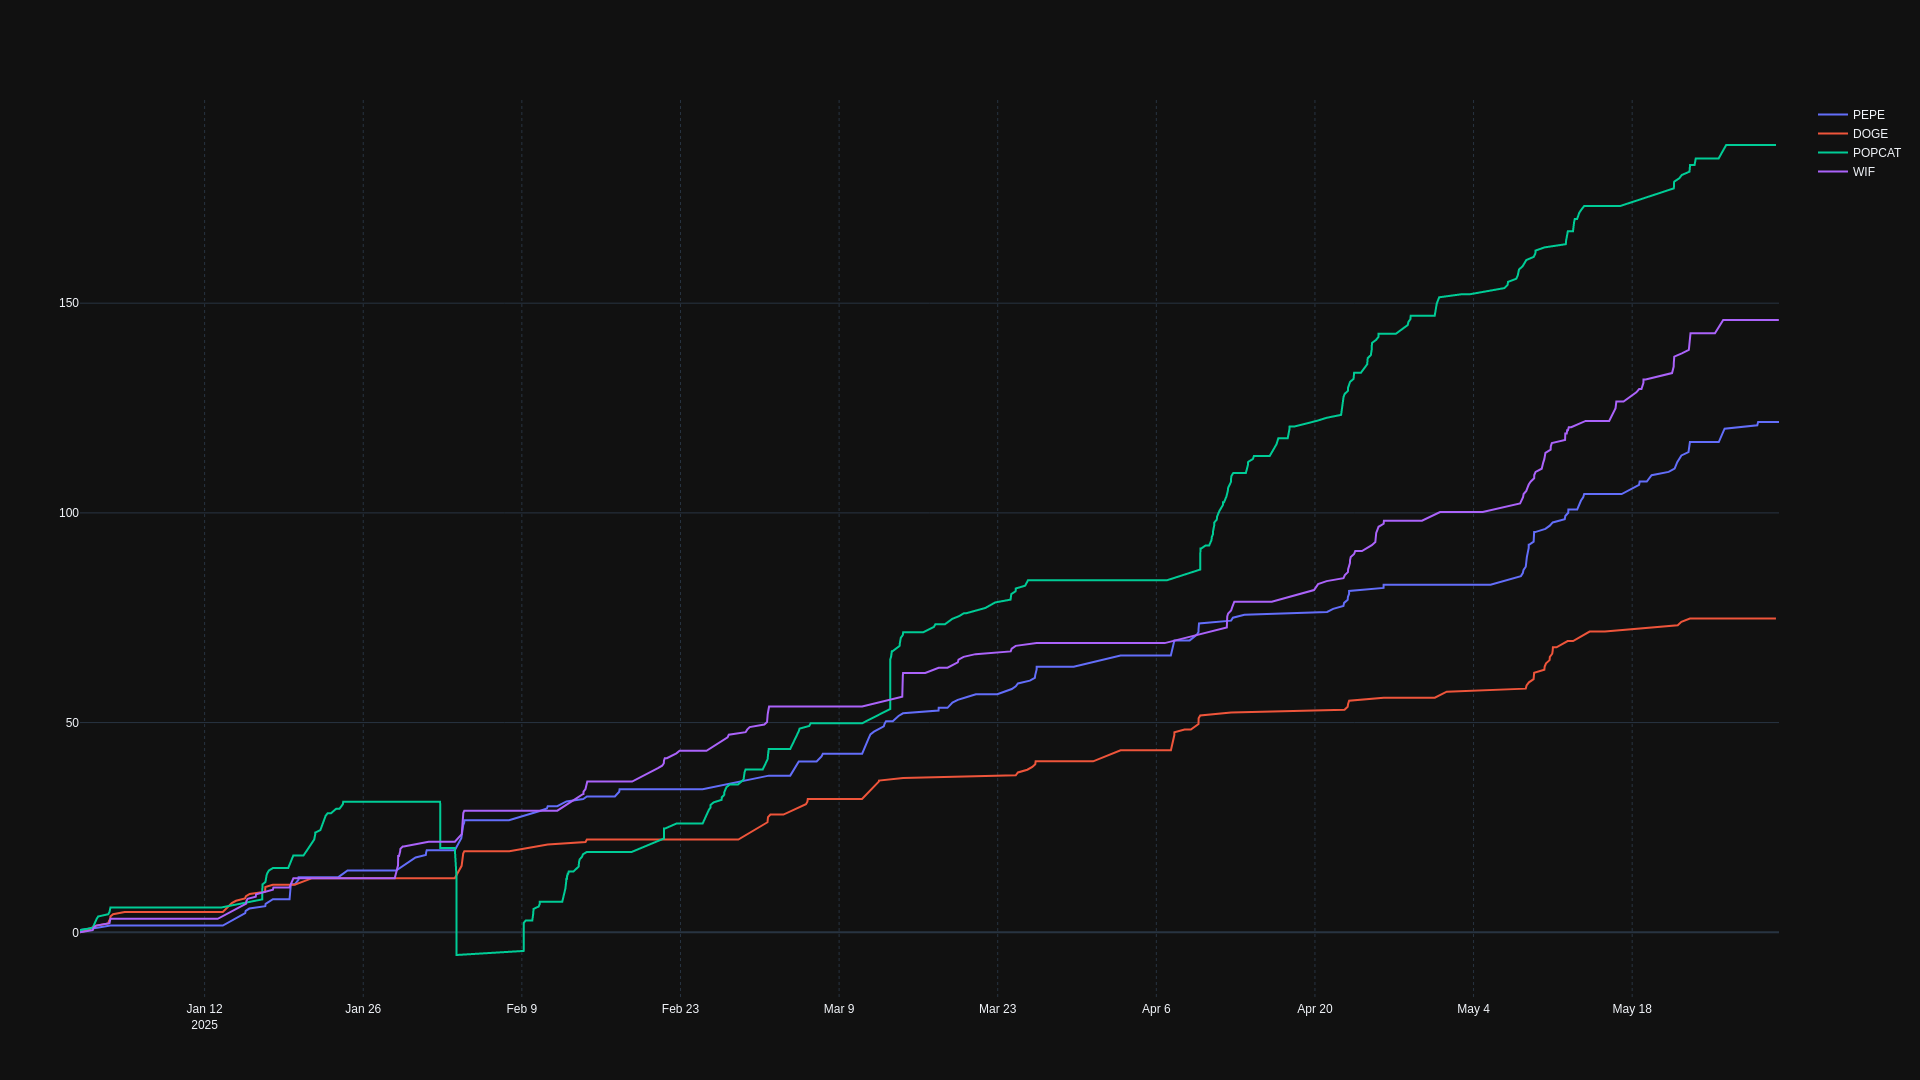 PEPE
DOGE
POPCAT
WIF
150
100
50
0
Jan 12
2025
Jan 26
Feb 9
Feb 23
Mar 9
Mar 23
Apr 6
Apr 20
May 4
May 18